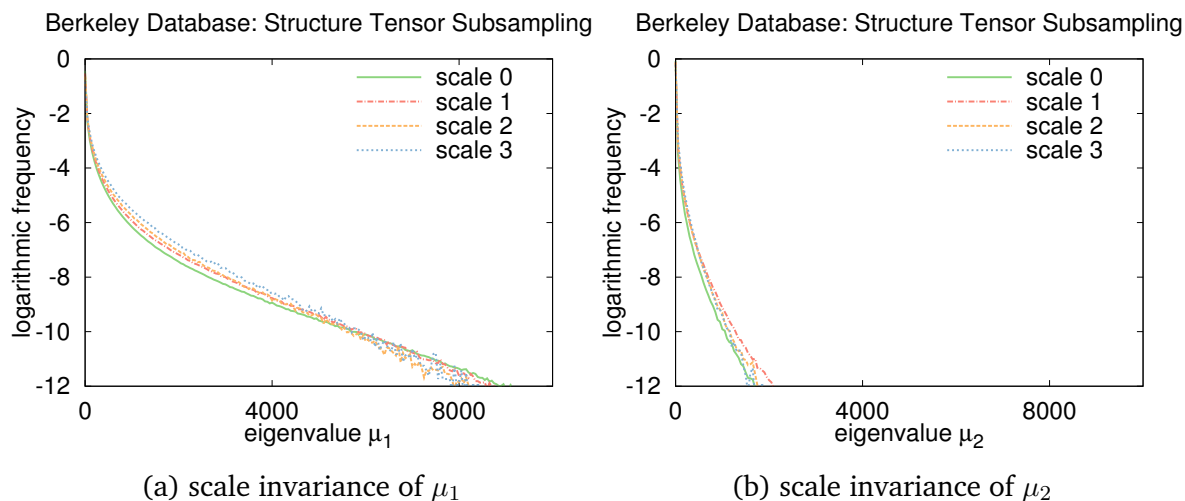 Berkeley Database: Structure Tensor Subsampling
0
-2
-4
-6
-8
-10
-12
logarithmic frequency
scale 0
scale 1
scale 2
scale 3
0
4000
8000
eigenvalue μ1
(a) scale invariance of μ1
Berkeley Database: Structure Tensor Subsampling
0
-2
-4
-6
-8
-10
-12
logarithmic frequency
scale 0
scale 1
scale 2
scale 3
0
4000
8000
eigenvalue μ2
(b) scale invariance of μ2